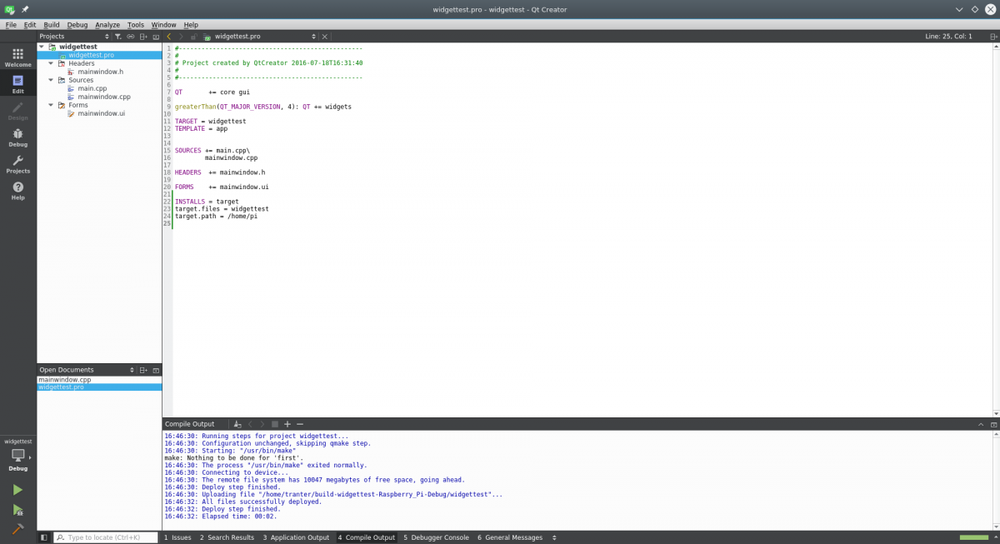 widgettest.pro - widgettest - Qt Creator
File Edit Build Debug Analyze Tools Window Help
Projects
widgettest.pro
Line: 25, Col: 1
Welcome
Edit
Design
Debug
Projects
Help
widgettest
widgettest.pro
Headers
mainwindow.h
Sources
main.cpp
mainwindow.cpp
Forms
mainwindow.ui
1 #-------------------------------------------------
2 #
3 # Project created by QtCreator 2016-07-18T16:31:40
4 #
5 #-------------------------------------------------
6
7 QT       += core gui
8
9 greaterThan(QT_MAJOR_VERSION, 4): QT += widgets
10
11 TARGET = widgettest
12 TEMPLATE = app
13
14
15 SOURCES += main.cpp\
16         mainwindow.cpp
17
18 HEADERS  += mainwindow.h
19
20 FORMS    += mainwindow.ui
21
22 INSTALLS = target
23 target.files = widgettest
24 target.path = /home/pi
25
Open Documents
mainwindow.cpp
widgettest.pro
widgettest
Debug
Compile Output
16:46:30: Running steps for project widgettest...
16:46:30: Configuration unchanged, skipping qmake step.
16:46:30: Starting: "/usr/bin/make"
make: Nothing to be done for 'first'.
16:46:30: The process "/usr/bin/make" exited normally.
16:46:30: Connecting to device...
16:46:30: The remote file system has 10047 megabytes of free space, going ahead.
16:46:30: Deploy step finished.
16:46:30: Uploading file "/home/tranter/build-widgettest-Raspberry_Pi-Debug/widgettest"...
16:46:32: All files successfully deployed.
16:46:32: Deploy step finished.
16:46:32: Elapsed time: 00:02.
Type to locate (Ctrl+K)
1 Issues 2 Search Results 3 Application Output 4 Compile Output 5 Debugger Console 6 General Messages